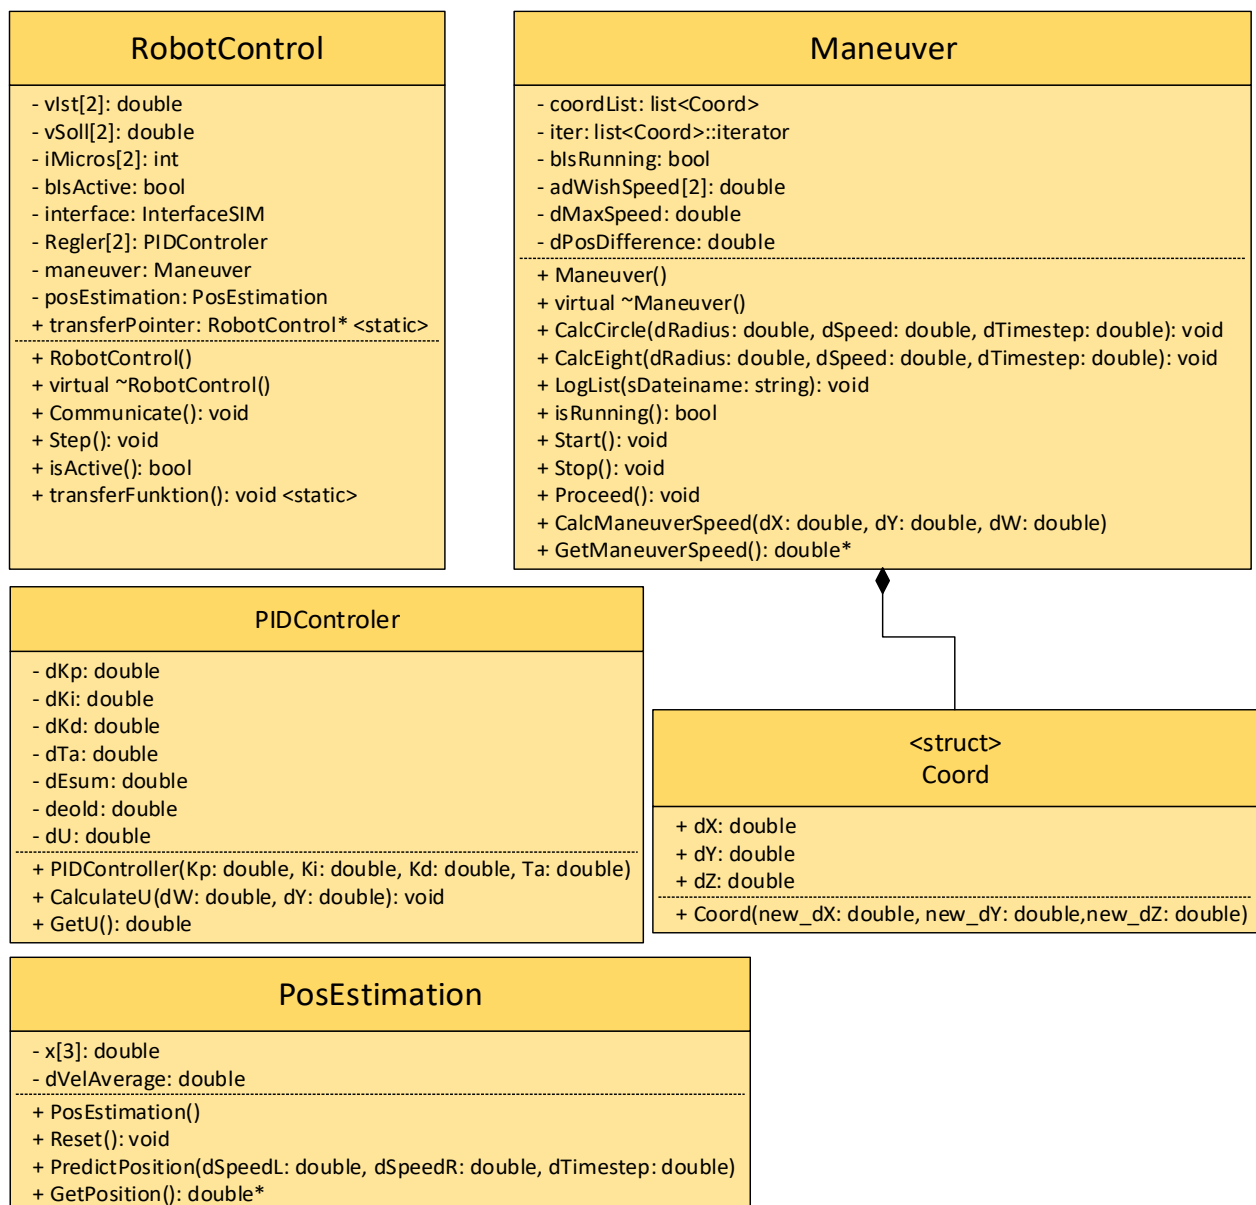 RobotControl
- vIst[2]: double
- vSoll[2]: double
- iMicros[2]: int
- bIsActive: bool
- interface: InterfaceSIM
- Regler[2]: PIDControler
- maneuver: Maneuver
- posEstimation: PosEstimation
+ transferPointer: RobotControl* <static>
+ RobotControl()
+ virtual ~RobotControl()
+ Communicate(): void
+ Step(): void
+ isActive(): bool
+ transferFunktion(): void <static>
Maneuver
- coordList: list<Coord>
- iter: list<Coord>::iterator
- bIsRunning: bool
- adWishSpeed[2]: double
- dMaxSpeed: double
- dPosDifference: double
+ Maneuver()
+ virtual ~Maneuver()
+ CalcCircle(dRadius: double, dSpeed: double, dTimestep: double): void
+ CalcEight(dRadius: double, dSpeed: double, dTimestep: double): void
+ LogList(sDateiname: string): void
+ isRunning(): bool
+ Start(): void
+ Stop(): void
+ Proceed(): void
+ CalcManeuverSpeed(dX: double, dY: double, dW: double)
+ GetManeuverSpeed(): double*
PIDControler
- dKp: double
- dKi: double
- dKd: double
- dTa: double
- dEsum: double
- deold: double
- dU: double
+ PIDController(Kp: double, Ki: double, Kd: double, Ta: double)
+ CalculateU(dW: double, dY: double): void
+ GetU(): double
<struct>
Coord
+ dX: double
+ dY: double
+ dZ: double
+ Coord(new_dX: double, new_dY: double,new_dZ: double)
PosEstimation
- x[3]: double
- dVelAverage: double
+ PosEstimation()
+ Reset(): void
+ PredictPosition(dSpeedL: double, dSpeedR: double, dTimestep: double)
+ GetPosition(): double*